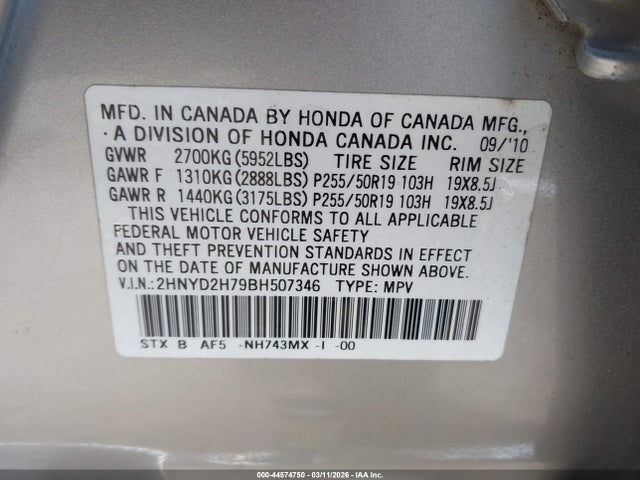 MFD. IN CANADA BY HONDA OF CANADA MFG.,
· A DIVISION OF HONDA CANADA INC. 09/'10
GVWR 2700KG(5952LBS) TIRE SIZE RIM SIZE
GAWR F 1310KG(2888LBS) P255/50R19 103H 19X8.5J
GAWR R 1440KG(3175LBS) P255/50R19 103H 19X8.5J
THIS VEHICLE CONFORMS TO ALL APPLICABLE
FEDERAL MOTOR VEHICLE SAFETY
AND THEFT PREVENTION STANDARDS IN EFFECT
ON THE DATE OF MANUFACTURE SHOWN ABOVE.
V.I.N.: 2HNYD2H79BH507346 TYPE: MPV
STX B AF5 -NH743MX -I -00
000-44574750 | 03/11/2026 | IAA Inc.